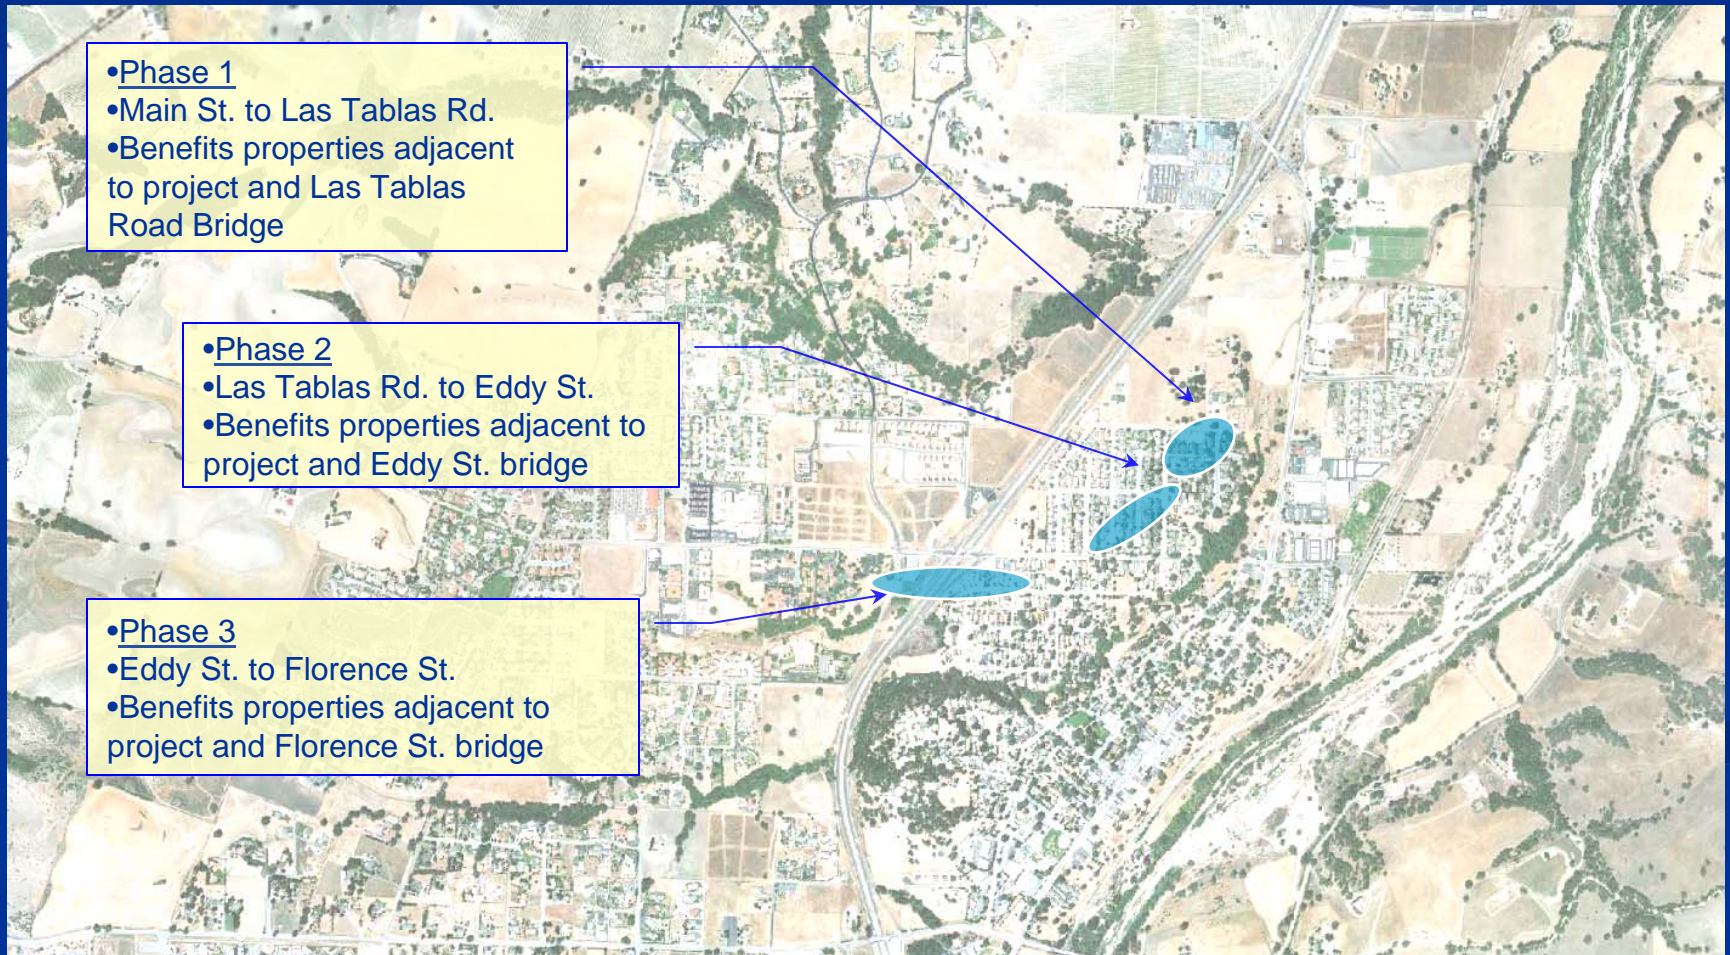 •Phase 1
•Main St. to Las Tablas Rd.
•Benefits properties adjacent
to project and Las Tablas
Road Bridge
•Phase 2
•Las Tablas Rd. to Eddy St.
•Benefits properties adjacent to
project and Eddy St. bridge
•Phase 3
•Eddy St. to Florence St.
•Benefits properties adjacent to
project and Florence St. bridge